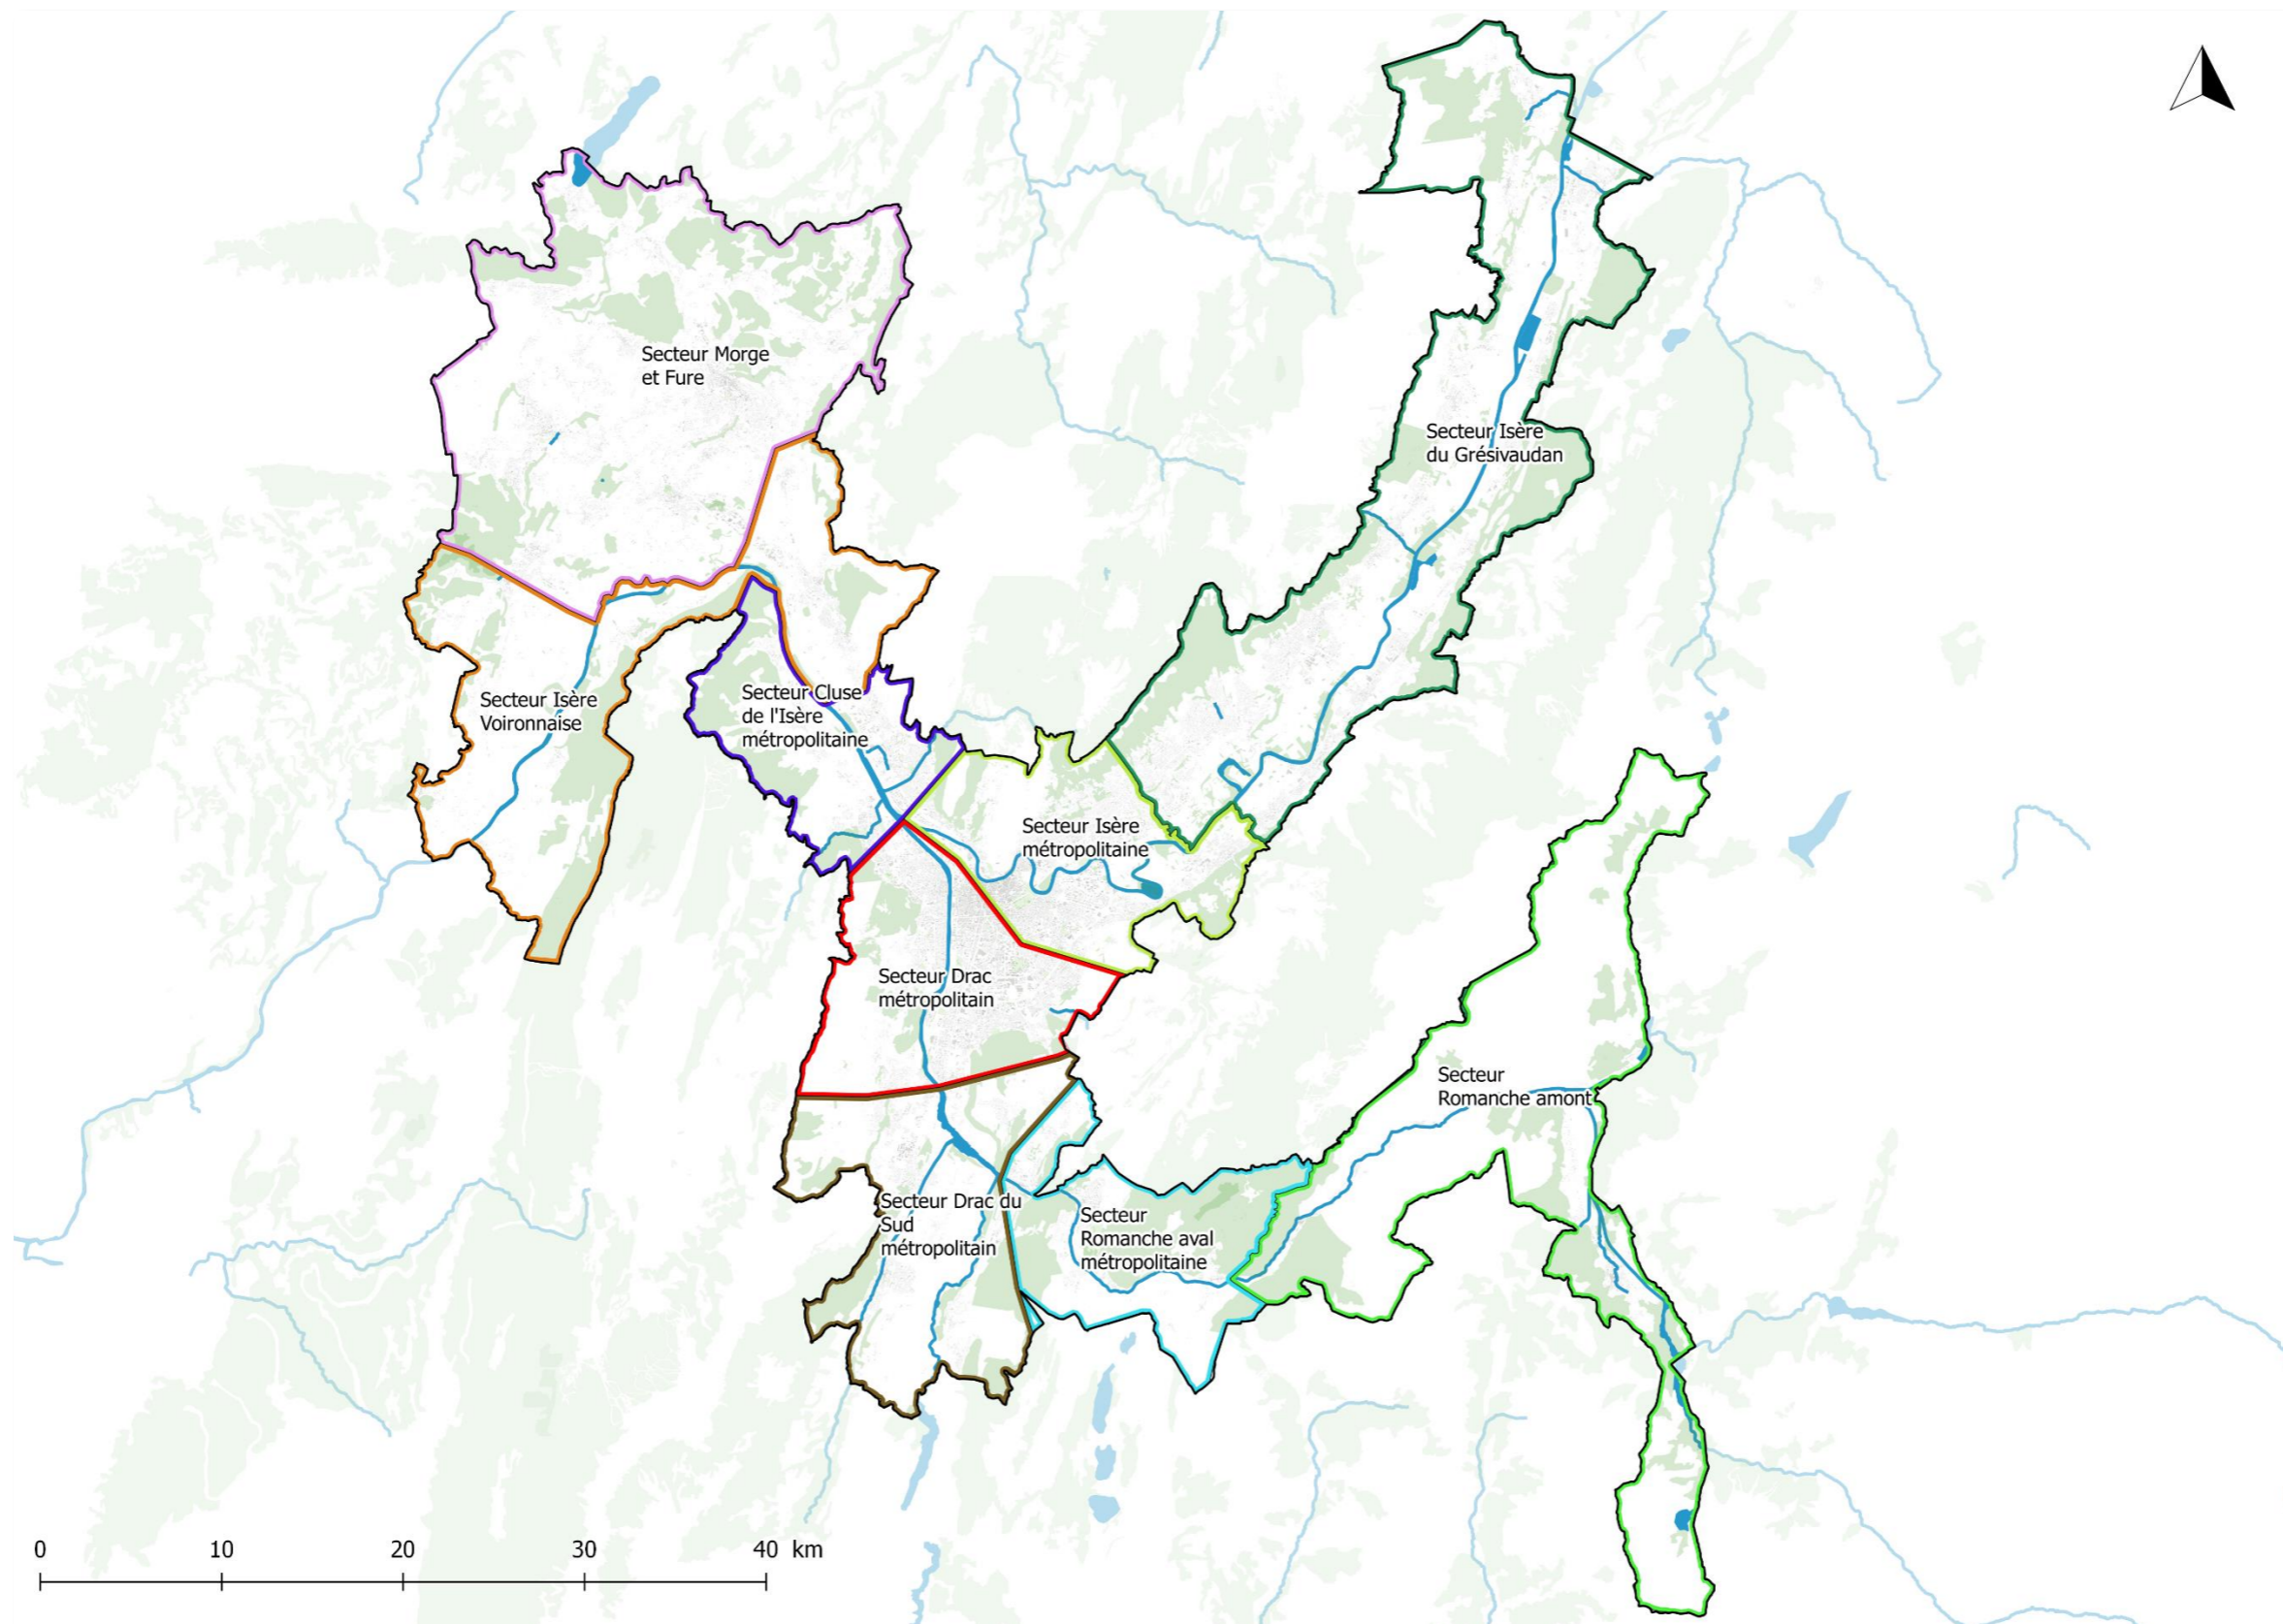 Secteur Morge
et Fure
Secteur Isère
du Grésivaudan
Secteur Isère
Voironnaise
Secteur Cluse
de l'Isère
métropolitaine
Secteur Isère
métropolitaine
Secteur Drac
métropolitain
Secteur
Romanche amont
Secteur Drac du
Sud
métropolitain
Secteur
Romanche aval
métropolitaine
0 10 20 30 40 km